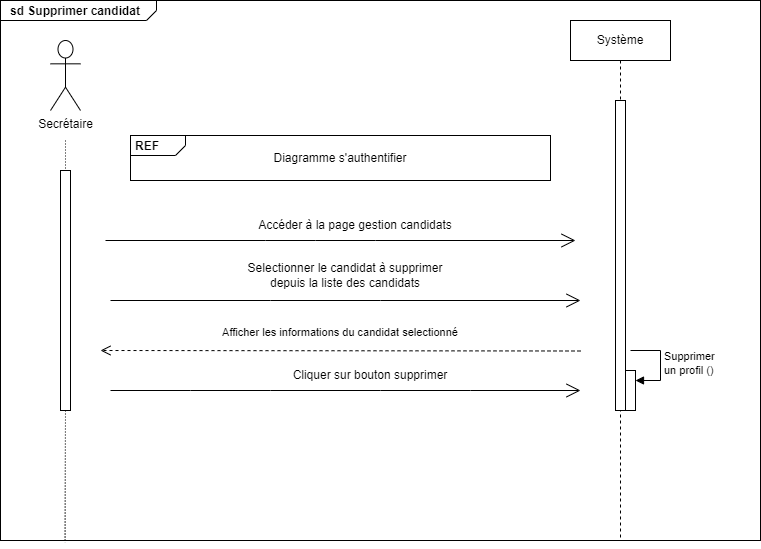 sd Supprimer candidat
Système
Secrétaire
REF
Diagramme s'authentifier
Accéder à la page gestion candidats
Selectionner le candidat à supprimer
depuis la liste des candidats
Afficher les informations du candidat selectionné
Supprimer
un profil ()
Cliquer sur bouton supprimer